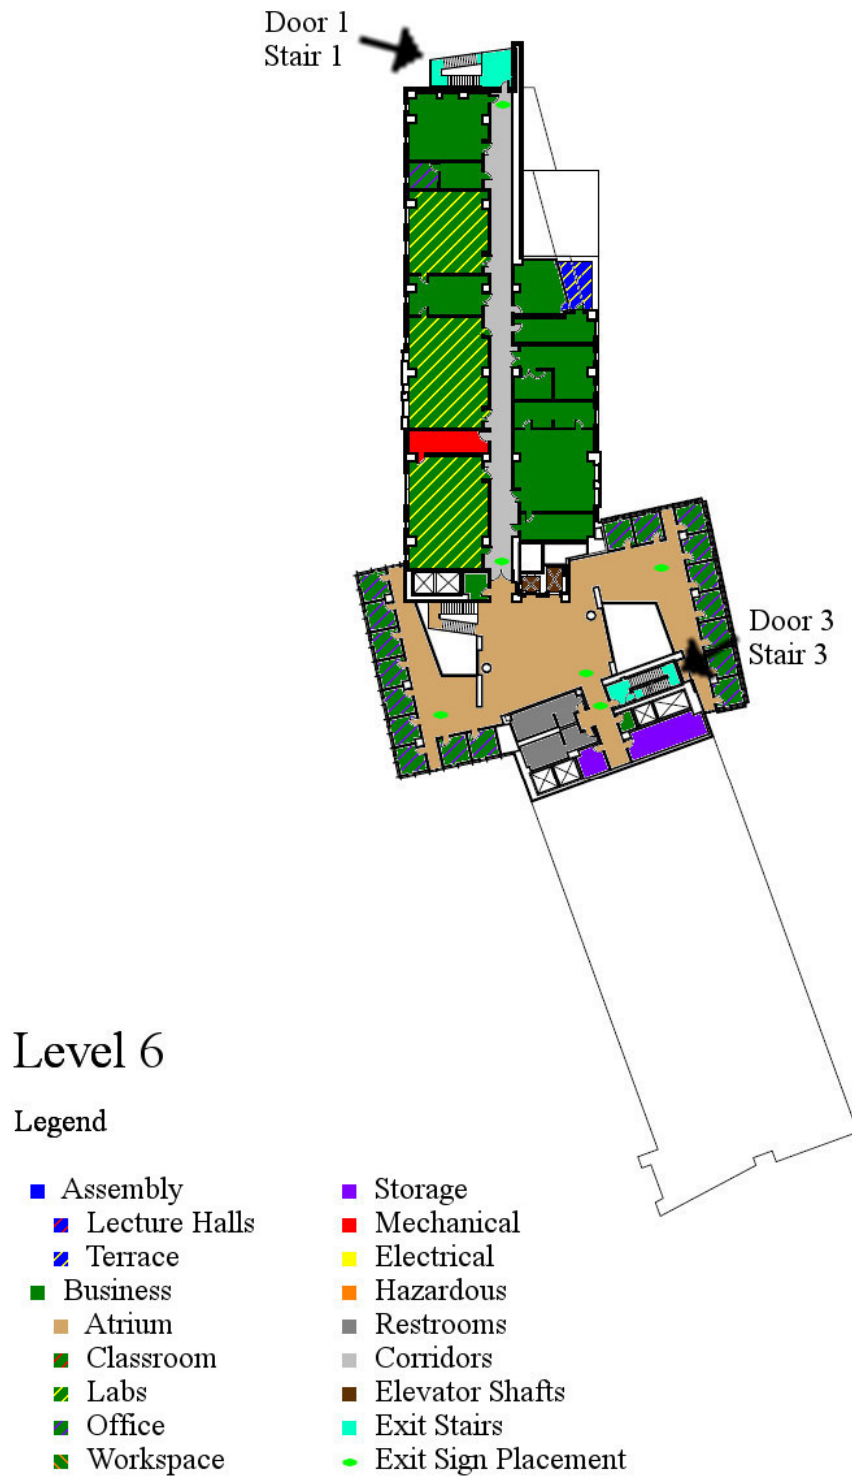 Door 1
Stair 1
Door 3
Stair 3
Level 6
Legend
Assembly
Lecture Halls
Terrace
Business
Atrium
Classroom
Labs
Office
Workspace
Storage
Mechanical
Electrical
Hazardous
Restrooms
Corridors
Elevator Shafts
Exit Stairs
Exit Sign Placement